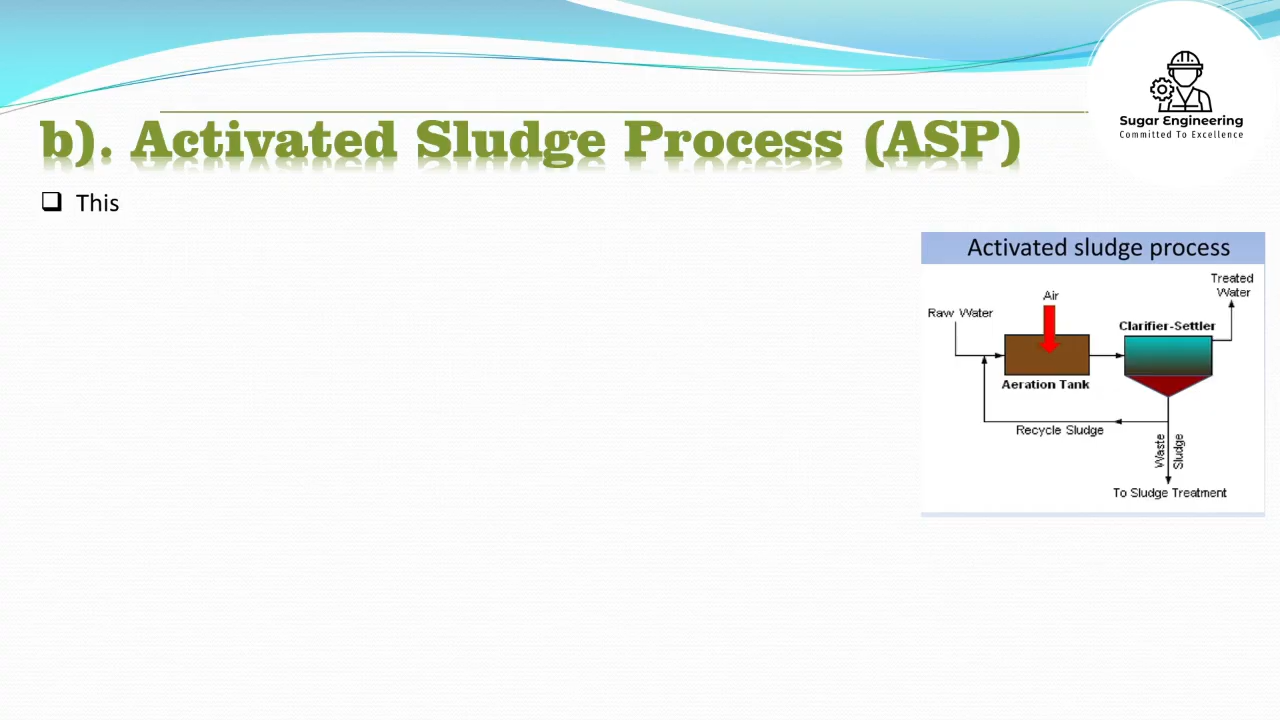 Sugar Engineering
Committed To Excellence
b). Activated Sludge Process (ASP)
This
Activated sludge process
Treated
Water
Air
Raw Water
Clarifier-Settler
Aeration Tank
Recycle Sludge
Waste
Sludge
To Sludge Treatment